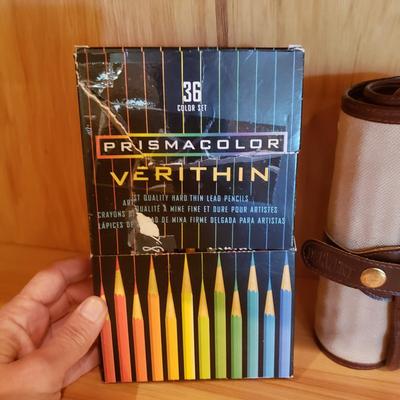 36
COLOR SET
PRISMACOLOR
VERITHIN
ARTIST QUALITY HARD THIN LEAD PENCILS
CRAYONS DE QUALITÉ À MINE FINE ET DURE POUR ARTISTES
LÁPICES DE MINA FIRME DELGADA PARA ARTISTAS